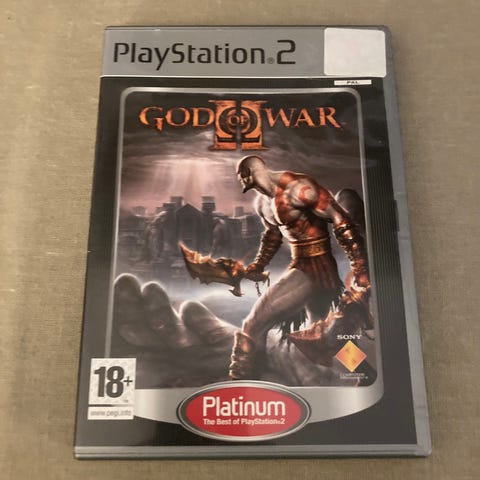 PlayStation®2
PAL
GOD OF WAR
II
SONY
COMPUTER
ENTERTAINMENT®
18+
www.pegi.info
Platinum
The Best of PlayStation®2